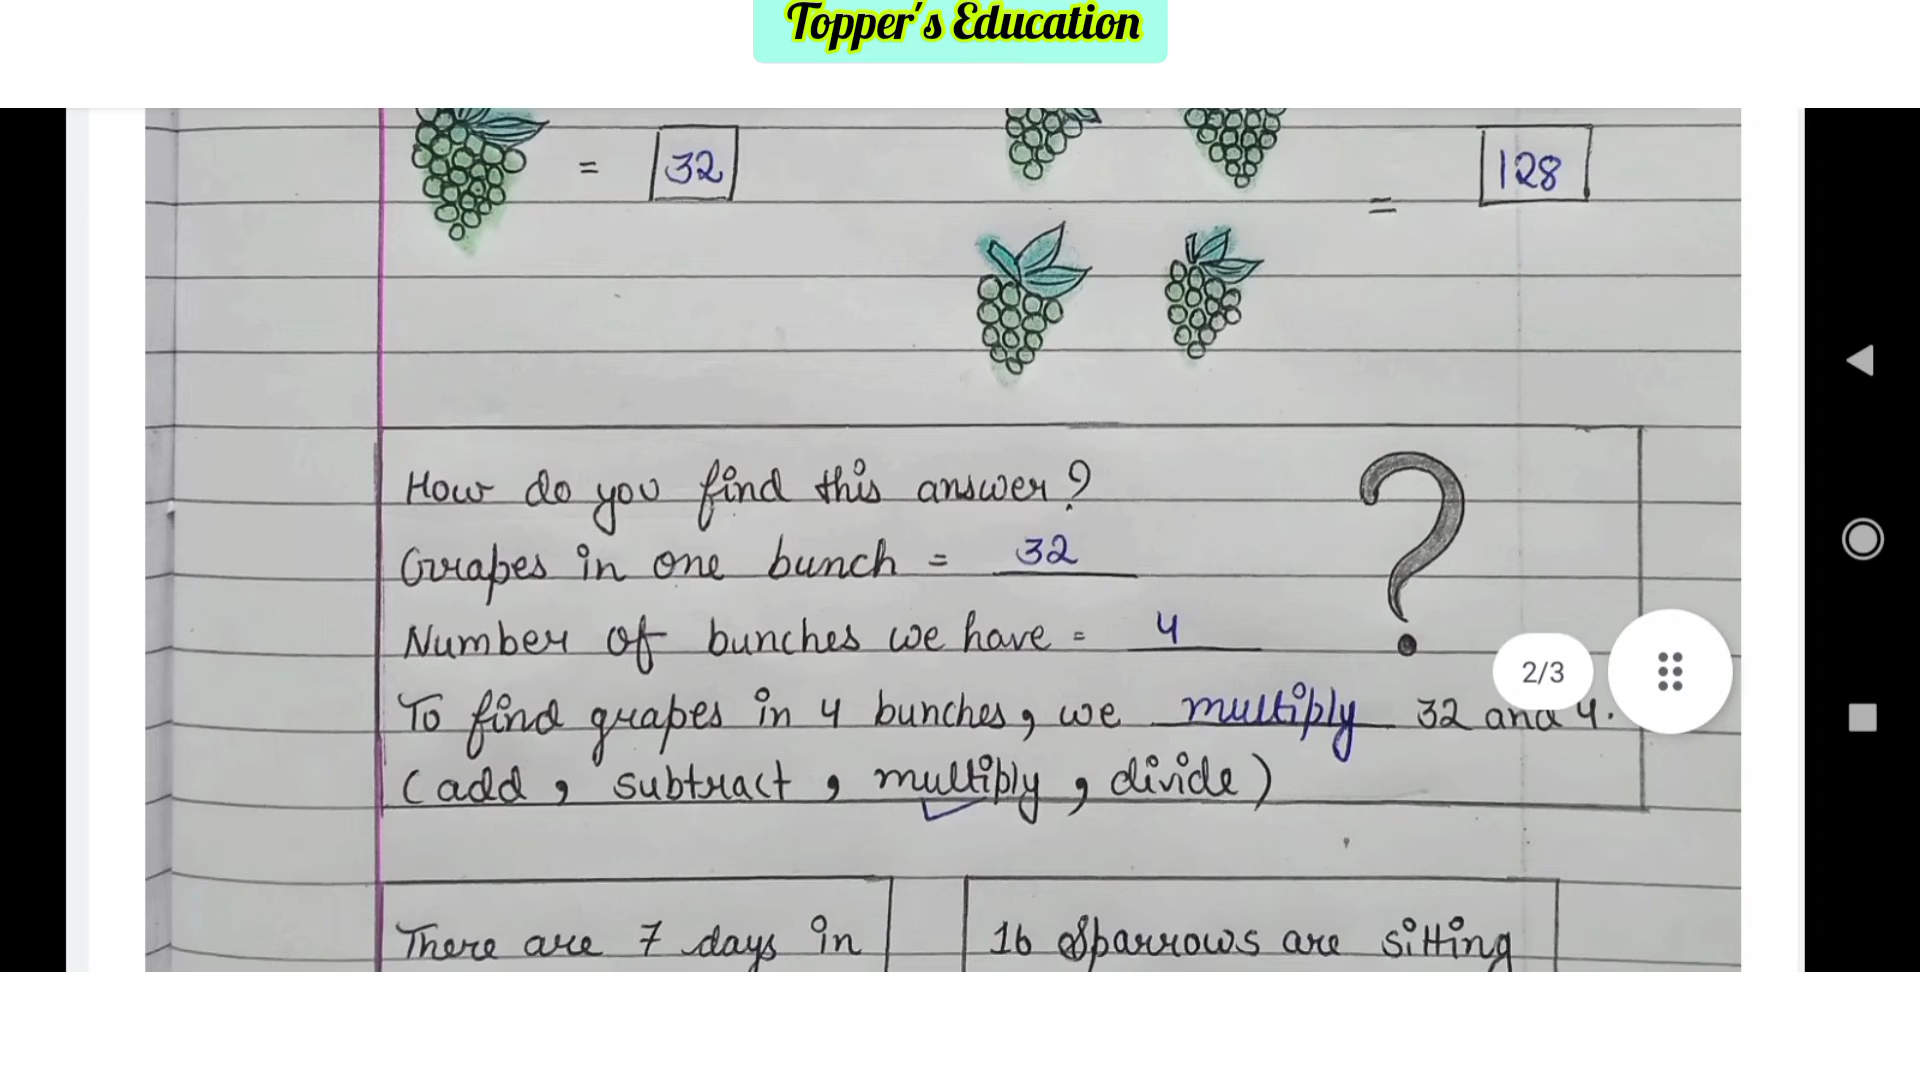 Topper's Education
= 32
= 128
How do you find this answer?
Grapes in one bunch = 32
Number of bunches we have = 4
To find grapes in 4 bunches, we multiply 32 and 4.
(add, subtract, multiply, divide)
?
2/3
There are 7 days in
16 Sparrows are sitting